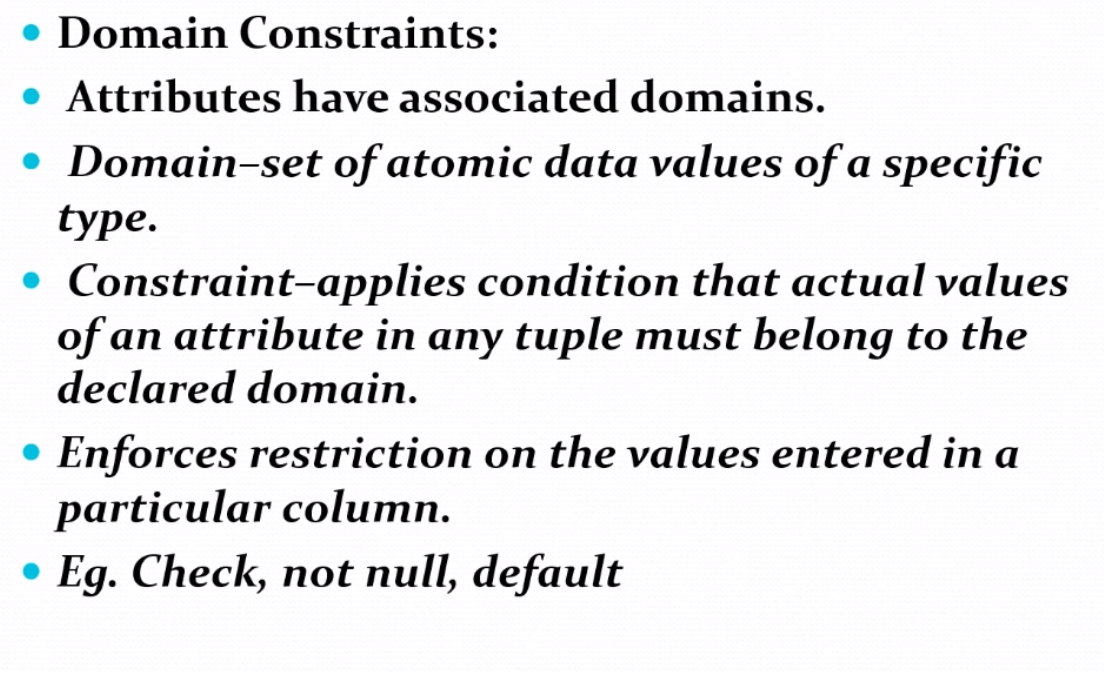 • Domain Constraints:
• Attributes have associated domains.
• Domain–set of atomic data values of a specific
type.
• Constraint–applies condition that actual values
of an attribute in any tuple must belong to the
declared domain.
• Enforces restriction on the values entered in a
particular column.
• Eg. Check, not null, default